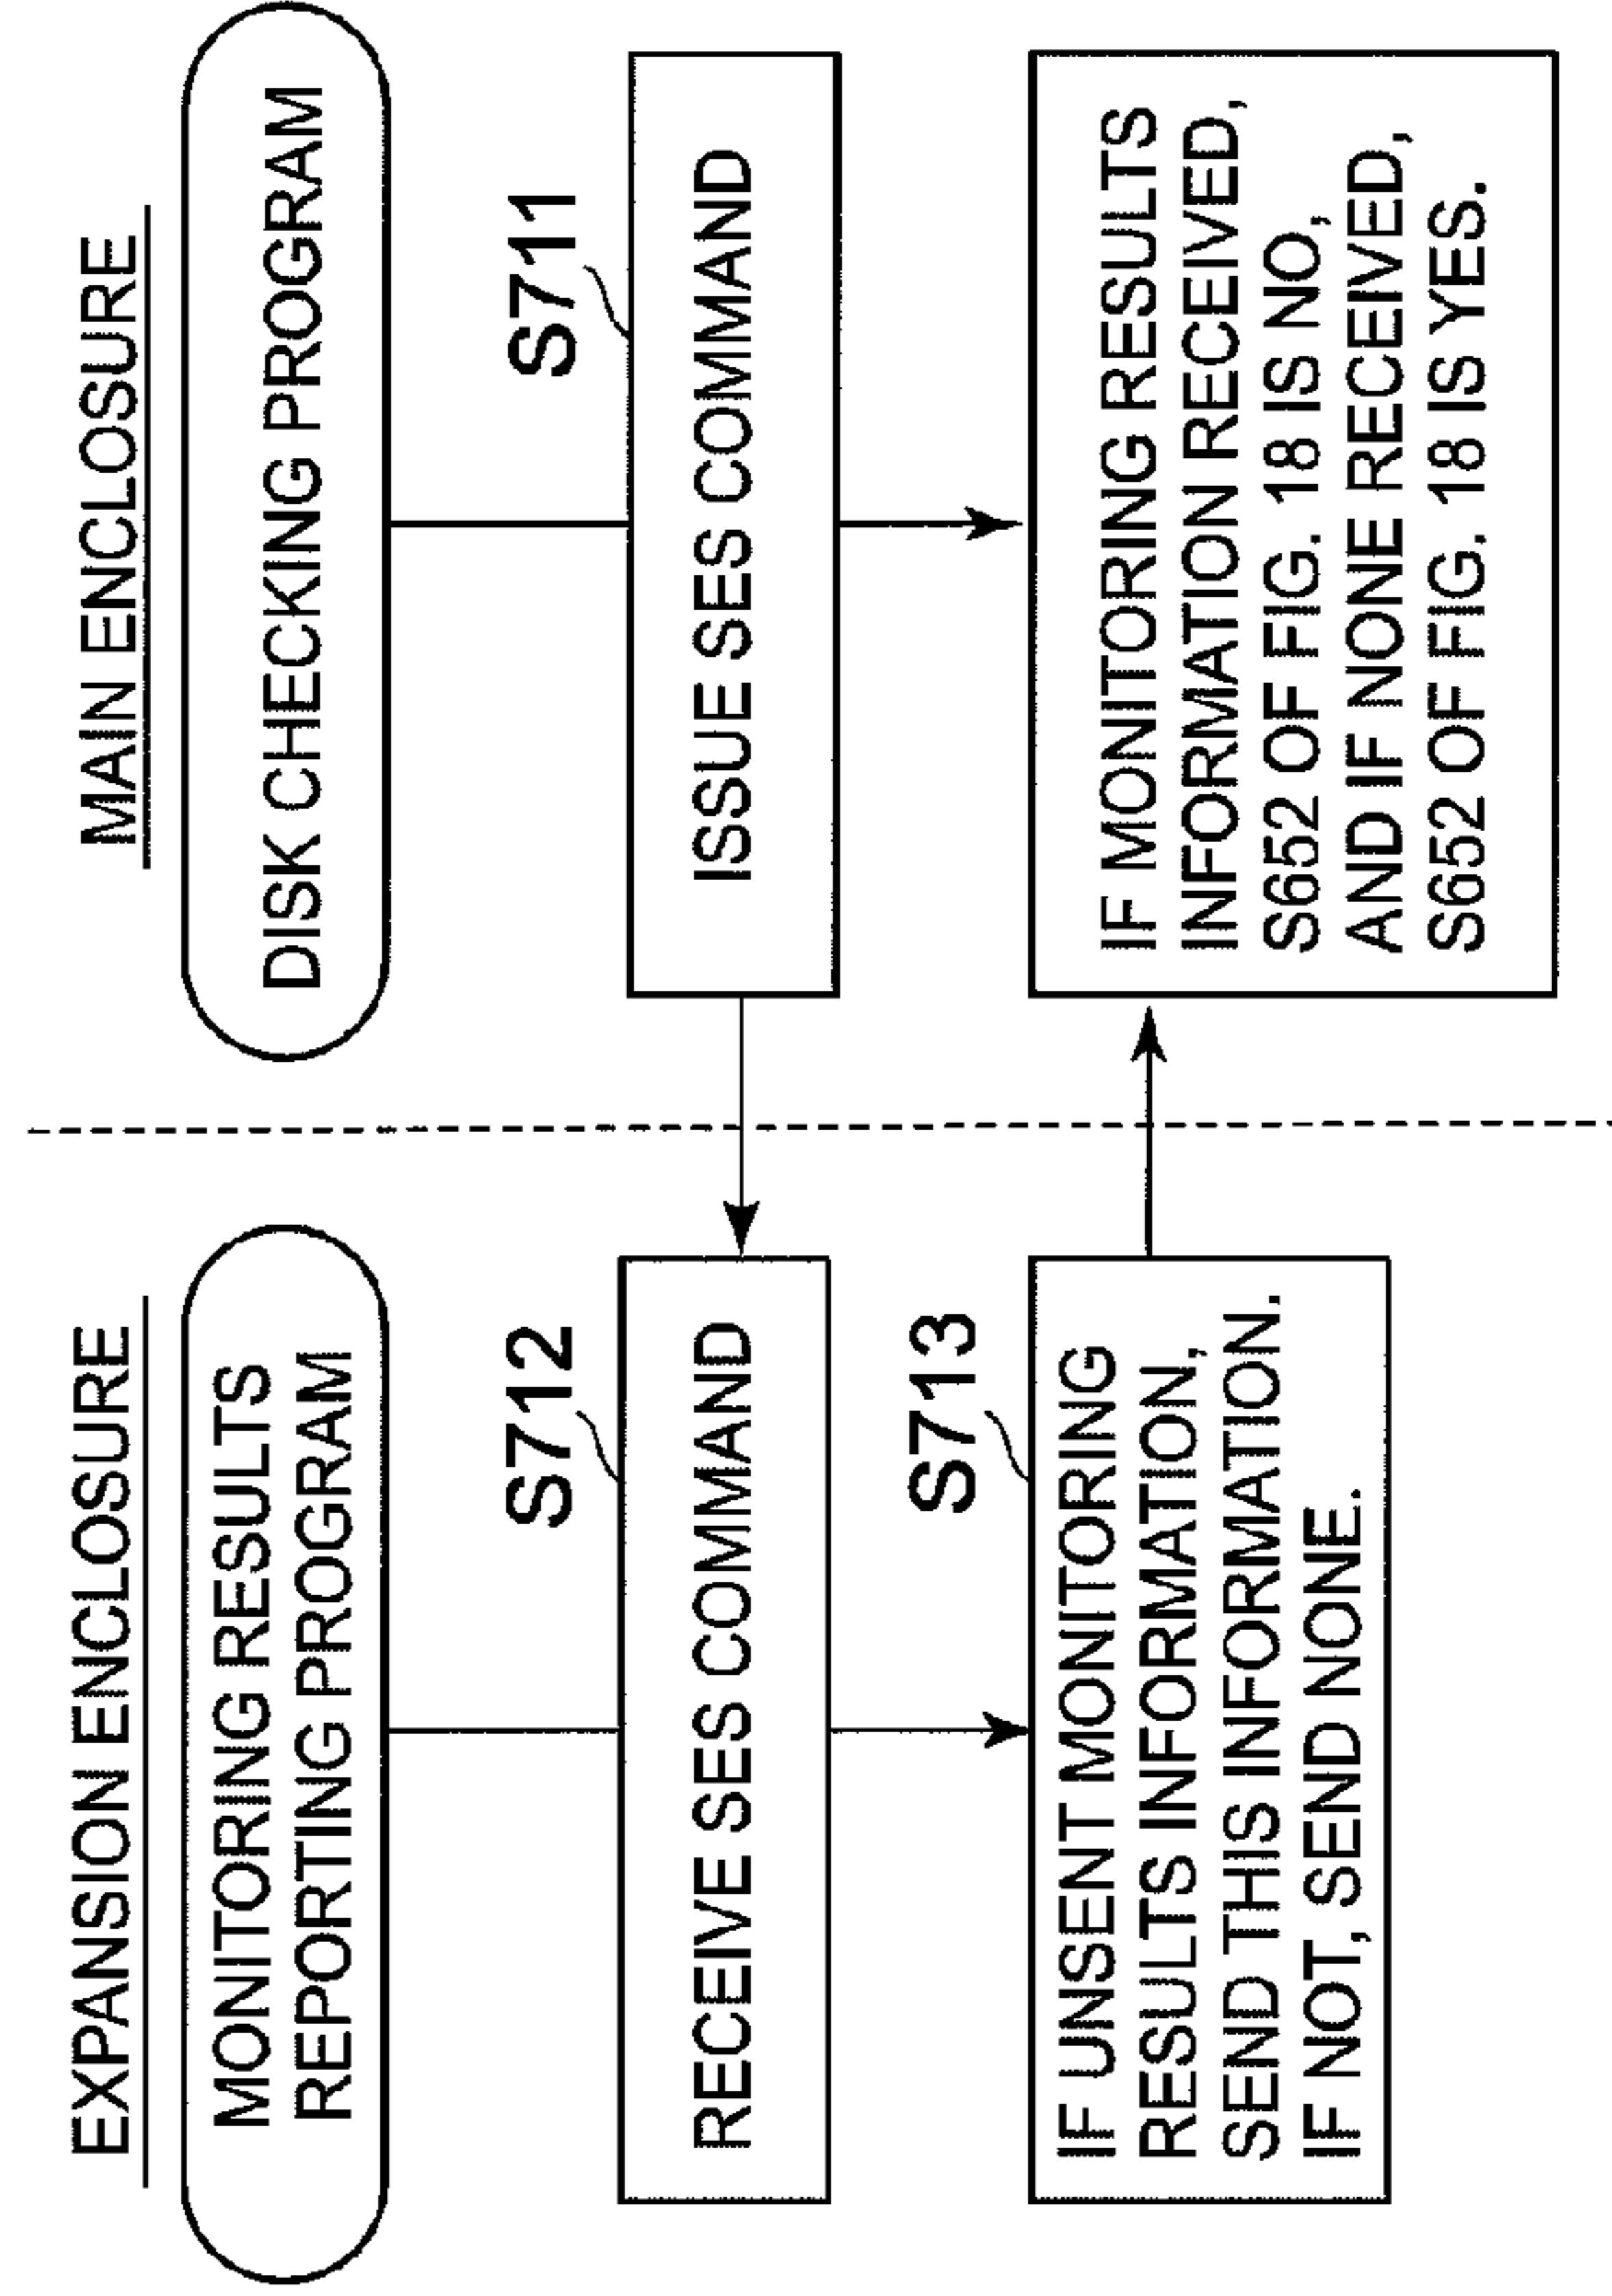 EXPANSION ENCLOSURE
MONITORING RESULTS
REPORTING PROGRAM
S712
RECEIVE SES COMMAND
S713
IF UNSENT MONITORING
RESULTS INFORMATION,
SEND THIS INFORMATION.
IF NOT, SEND NONE.
MAIN ENCLOSURE
DISK CHECKING PROGRAM
S711
ISSUE SES COMMAND
IF MONITORING RESULTS
INFORMATION RECEIVED,
S652 OF FIG. 18 IS NO,
AND IF NONE RECEIVED,
S652 OF FIG. 18 IS YES.